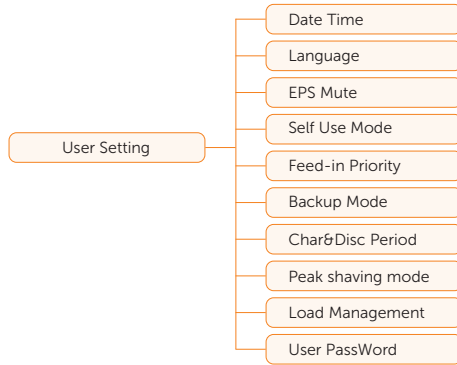 Date Time
Language
EPS Mute
Self Use Mode
User Setting
Feed-in Priority
Backup Mode
Char&Disc Period
Peak shaving mode
Load Management
User PassWord